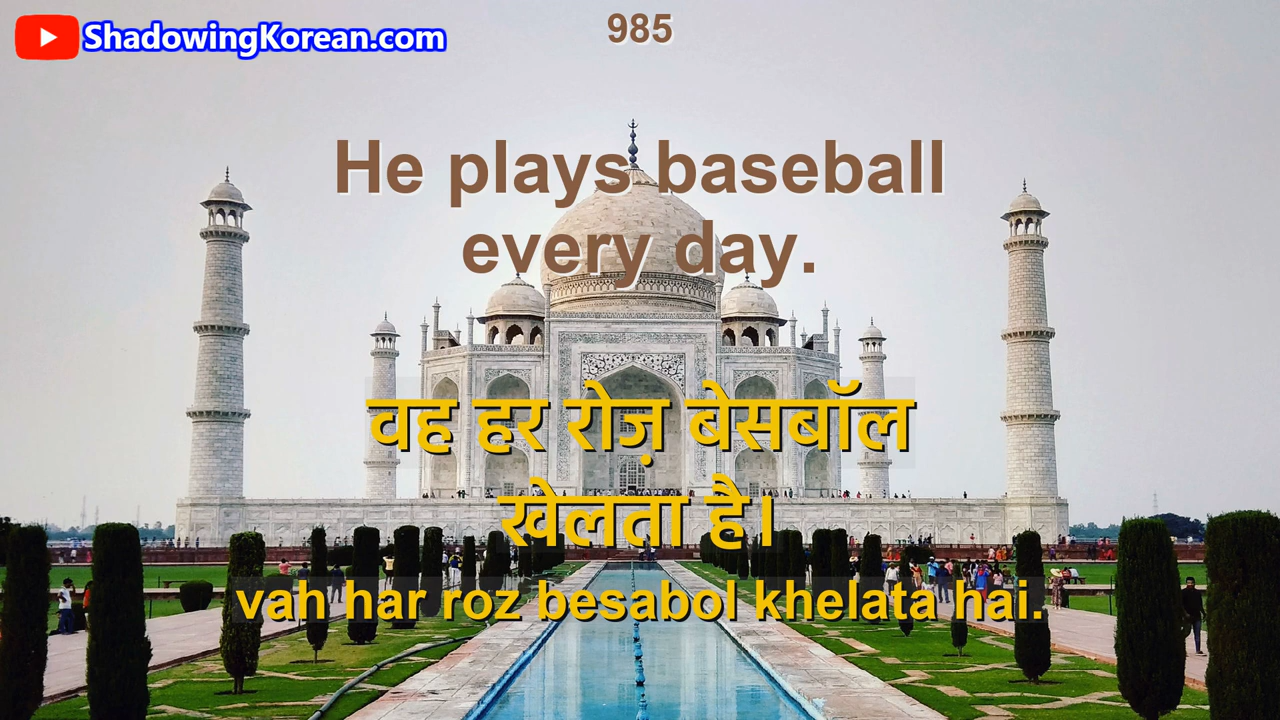 ShadowingKorean.com
985
He plays baseball
every day.
वह हर रोज़ बेसबॉल
खेलता है।
vah har roz besabol khelata hai.